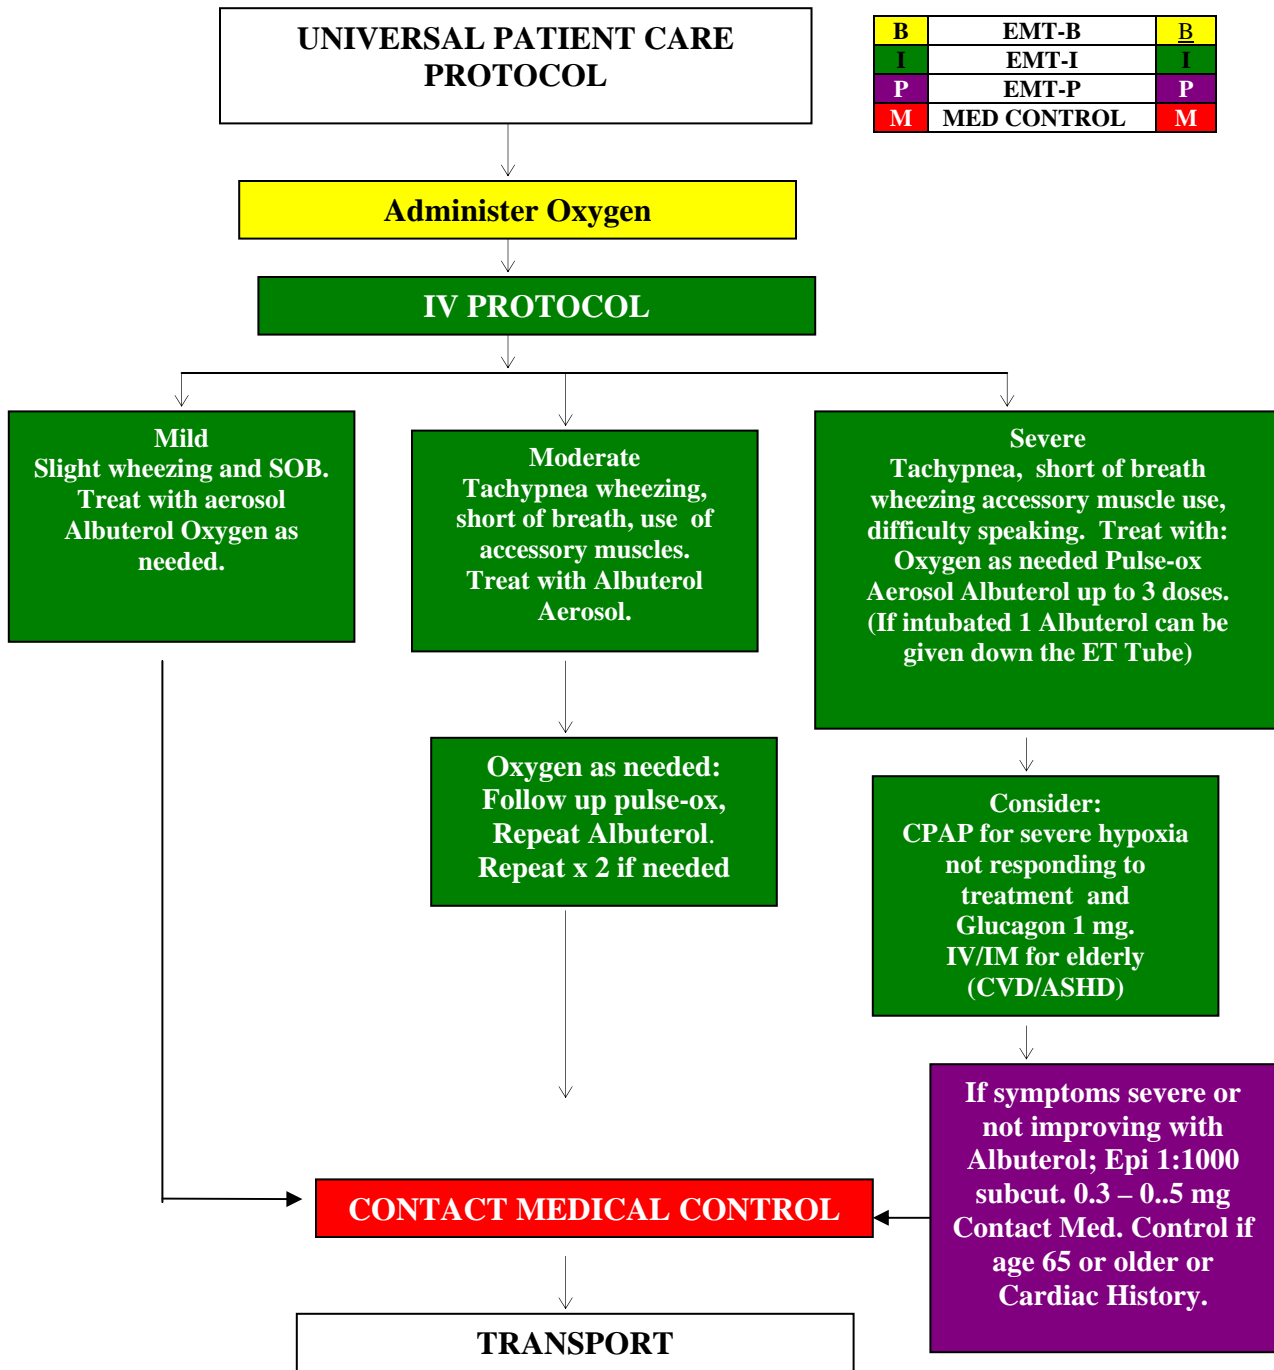 UNIVERSAL PATIENT CARE
PROTOCOL
B EMT-B B
I EMT-I I
P EMT-P P
M MED CONTROL M
Administer Oxygen
IV PROTOCOL
Mild
Slight wheezing and SOB.
Treat with aerosol
Albuterol Oxygen as
needed.
Moderate
Tachypnea wheezing,
short of breath, use of
accessory muscles.
Treat with Albuterol
Aerosol.
Severe
Tachypnea, short of breath
wheezing accessory muscle use,
difficulty speaking. Treat with:
Oxygen as needed Pulse-ox
Aerosol Albuterol up to 3 doses.
(If intubated 1 Albuterol can be
given down the ET Tube)
Oxygen as needed:
Follow up pulse-ox,
Repeat Albuterol.
Repeat x 2 if needed
Consider:
CPAP for severe hypoxia
not responding to
treatment and
Glucagon 1 mg.
IV/IM for elderly
(CVD/ASHD)
If symptoms severe or
not improving with
Albuterol; Epi 1:1000
subcut. 0.3 – 0..5 mg
Contact Med. Control if
age 65 or older or
Cardiac History.
CONTACT MEDICAL CONTROL
TRANSPORT